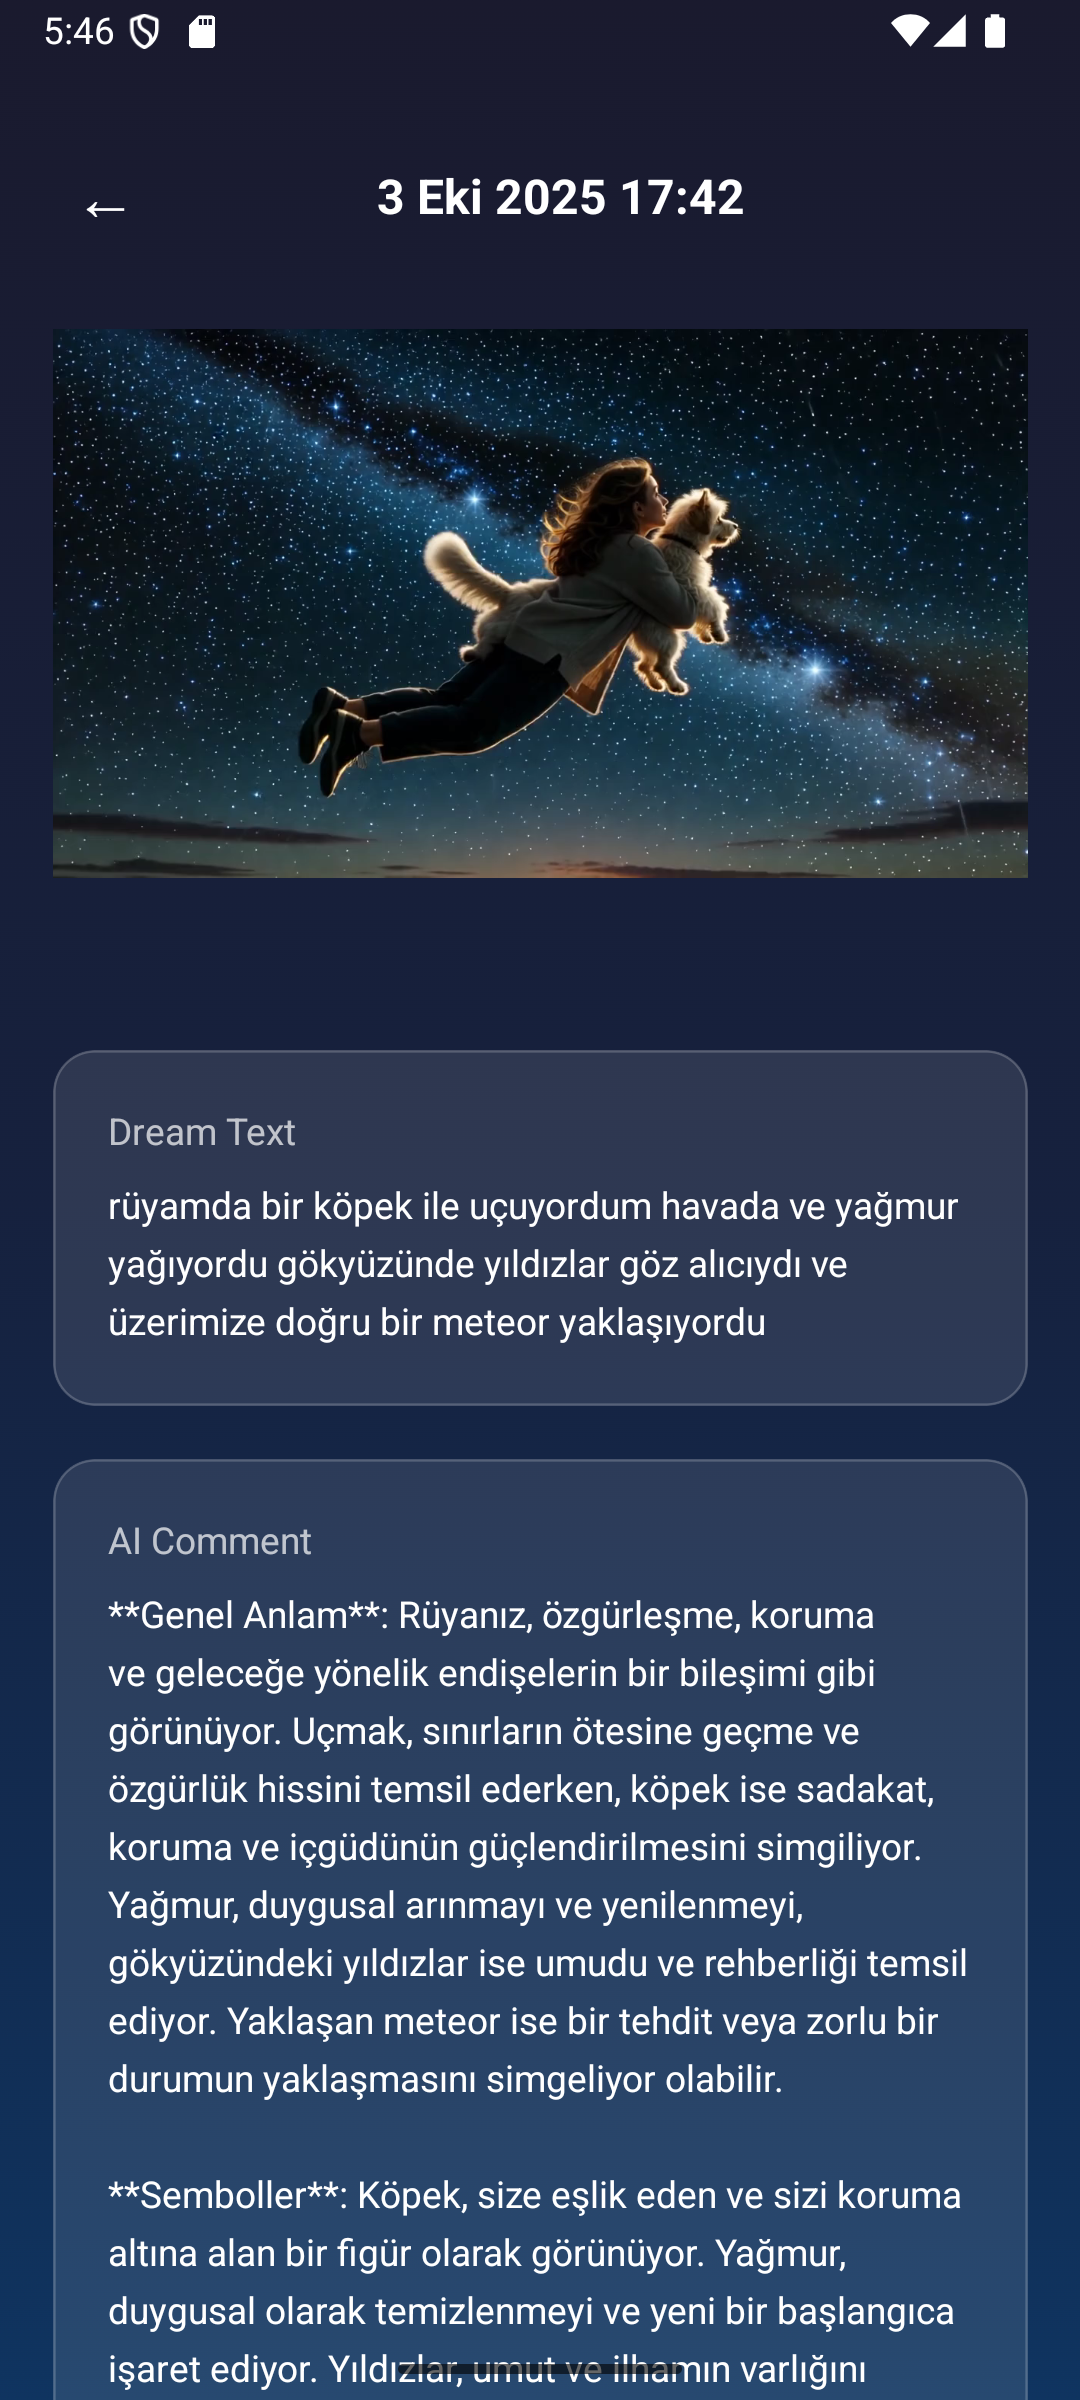 5:46
3 Eki 2025 17:42
Dream Text
rüyamda bir köpek ile uçuyordum havada ve yağmur
yağıyordu gökyüzünde yıldızlar göz alıcıydı ve
üzerimize doğru bir meteor yaklaşıyordu
AI Comment
**Genel Anlam**: Rüyanız, özgürleşme, koruma
ve geleceğe yönelik endişelerin bir bileşimi gibi
görünüyor. Uçmak, sınırların ötesine geçme ve
özgürlük hissini temsil ederken, köpek ise sadakat,
koruma ve içgüdünün güçlendirilmesini simgiliyor.
Yağmur, duygusal arınmayı ve yenilenmeyi,
gökyüzündeki yıldızlar ise umudu ve rehberliği temsil
ediyor. Yaklaşan meteor ise bir tehdit veya zorlu bir
durumun yaklaşmasını simgeliyor olabilir.
**Semboller**: Köpek, size eşlik eden ve sizi koruma
altına alan bir figür olarak görünüyor. Yağmur,
duygusal olarak temizlenmeyi ve yeni bir başlangıca
işaret ediyor. Yıldızlar, umut ve ilhamın varlığını